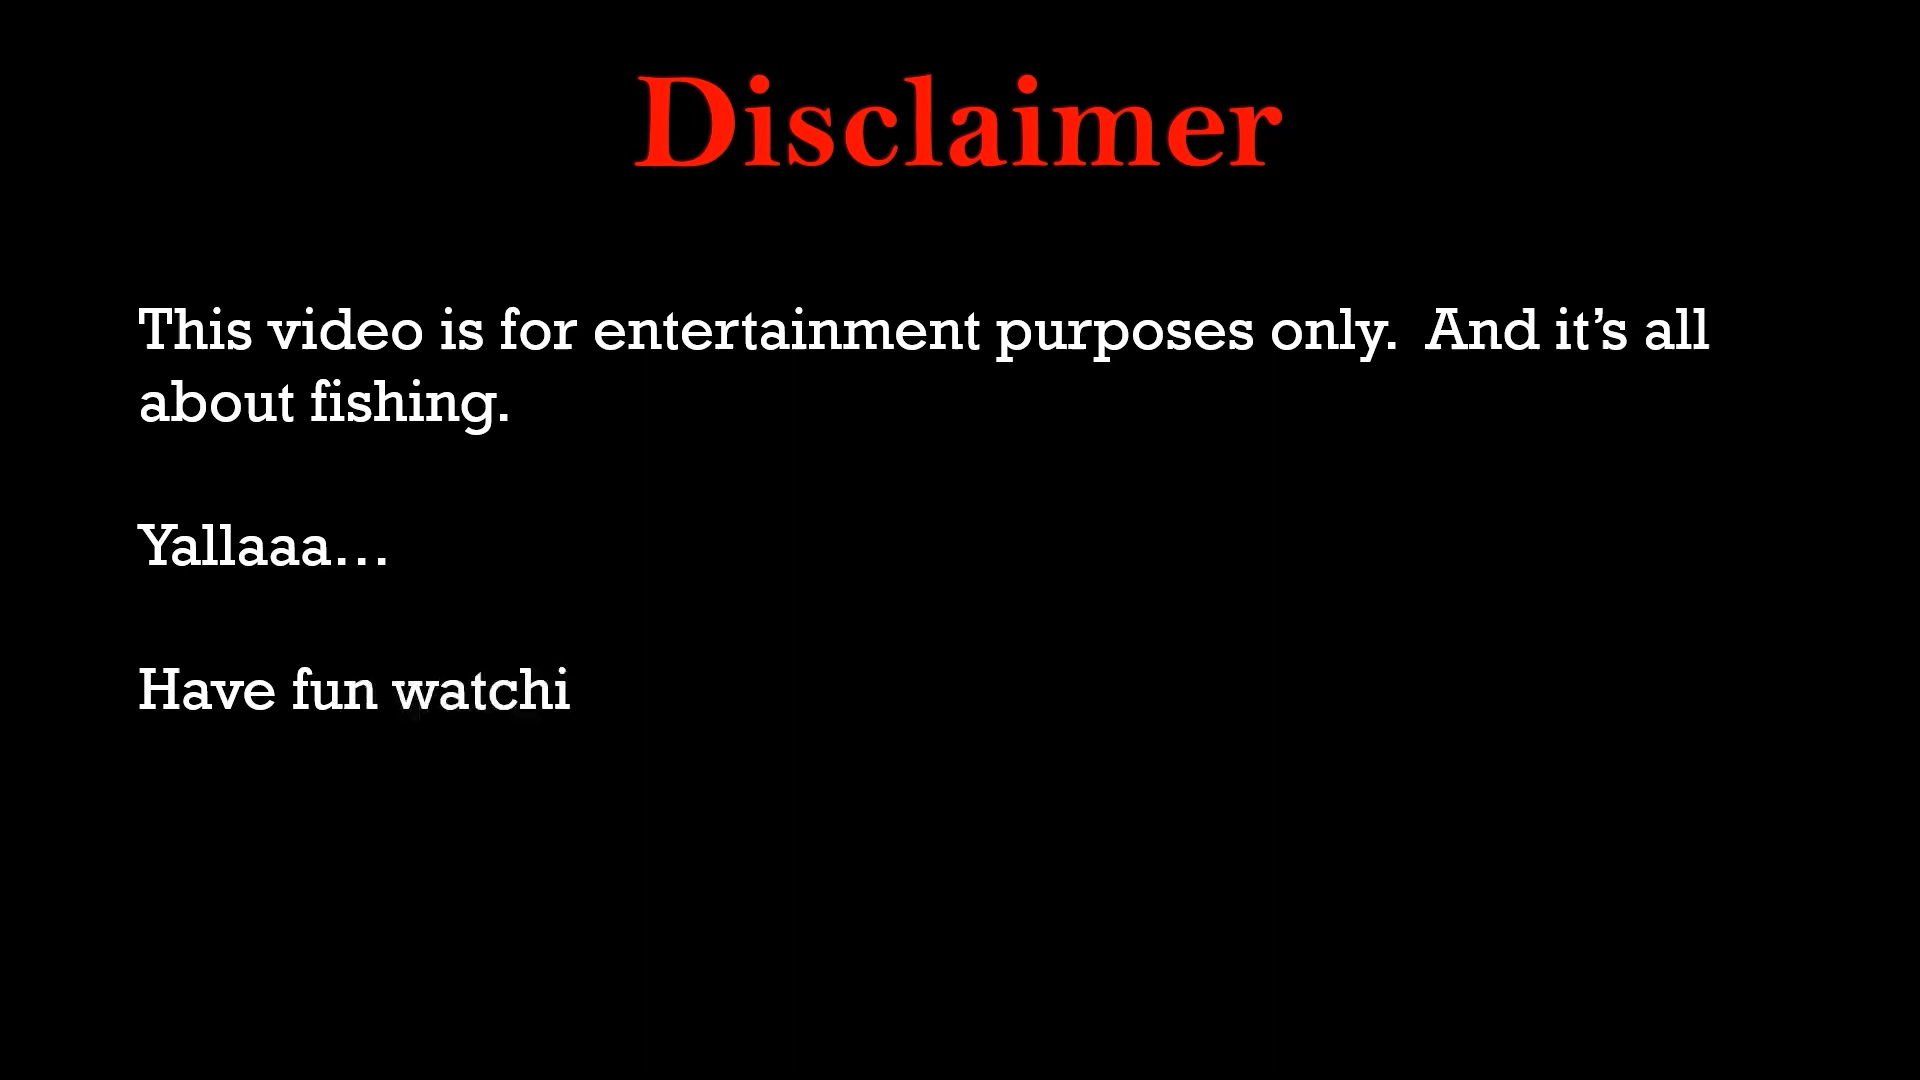 Disclaimer
This video is for entertainment purposes only.  And it’s all
about fishing.
Yallaaa…
Have fun watchi